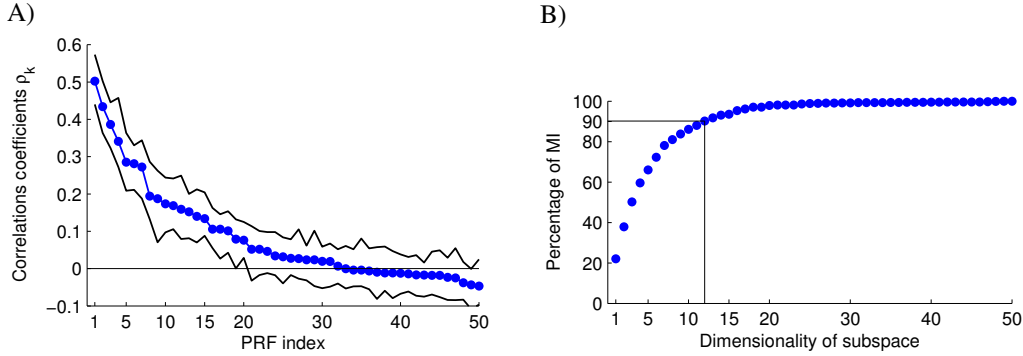 A)
Correlations coefficients ρk
0.6
0.5
0.4
0.3
0.2
0.1
0
−0.1
1 5 10 15 20 30 40 50
PRF index
B)
Percentage of MI
100
90
80
60
40
20
0
1 5 10 20 30 40 50
Dimensionality of subspace